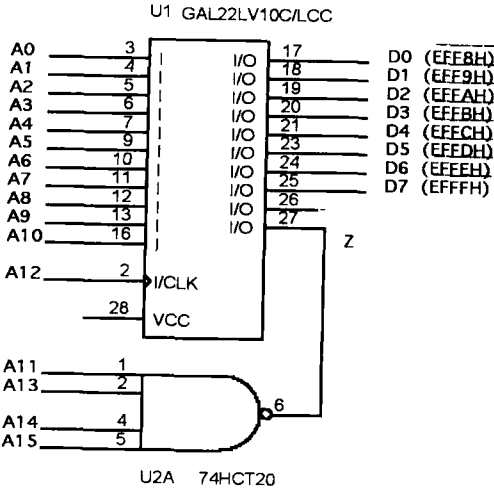 U1 GAL22LV10C/LCC
A0 3 I I/O 17 D0 (EFF8H)
A1 4 I I/O 18 D1 (EFF9H)
A2 5 I I/O 19 D2 (EFFAH)
A3 6 I I/O 20 D3 (EFFBH)
A4 7 I I/O 21 D4 (EFFCH)
A5 9 I I/O 23 D5 (EFFDH)
A6 10 I I/O 24 D6 (EFFEH)
A7 11 I I/O 25 D7 (EFFFH)
A8 12 I I/O 26
A9 13 I I/O 27
A10 16 I
Z
A12 2 I/CLK
28 VCC
A11 1
A13 2
6
A14 4
A15 5
U2A 74HCT20